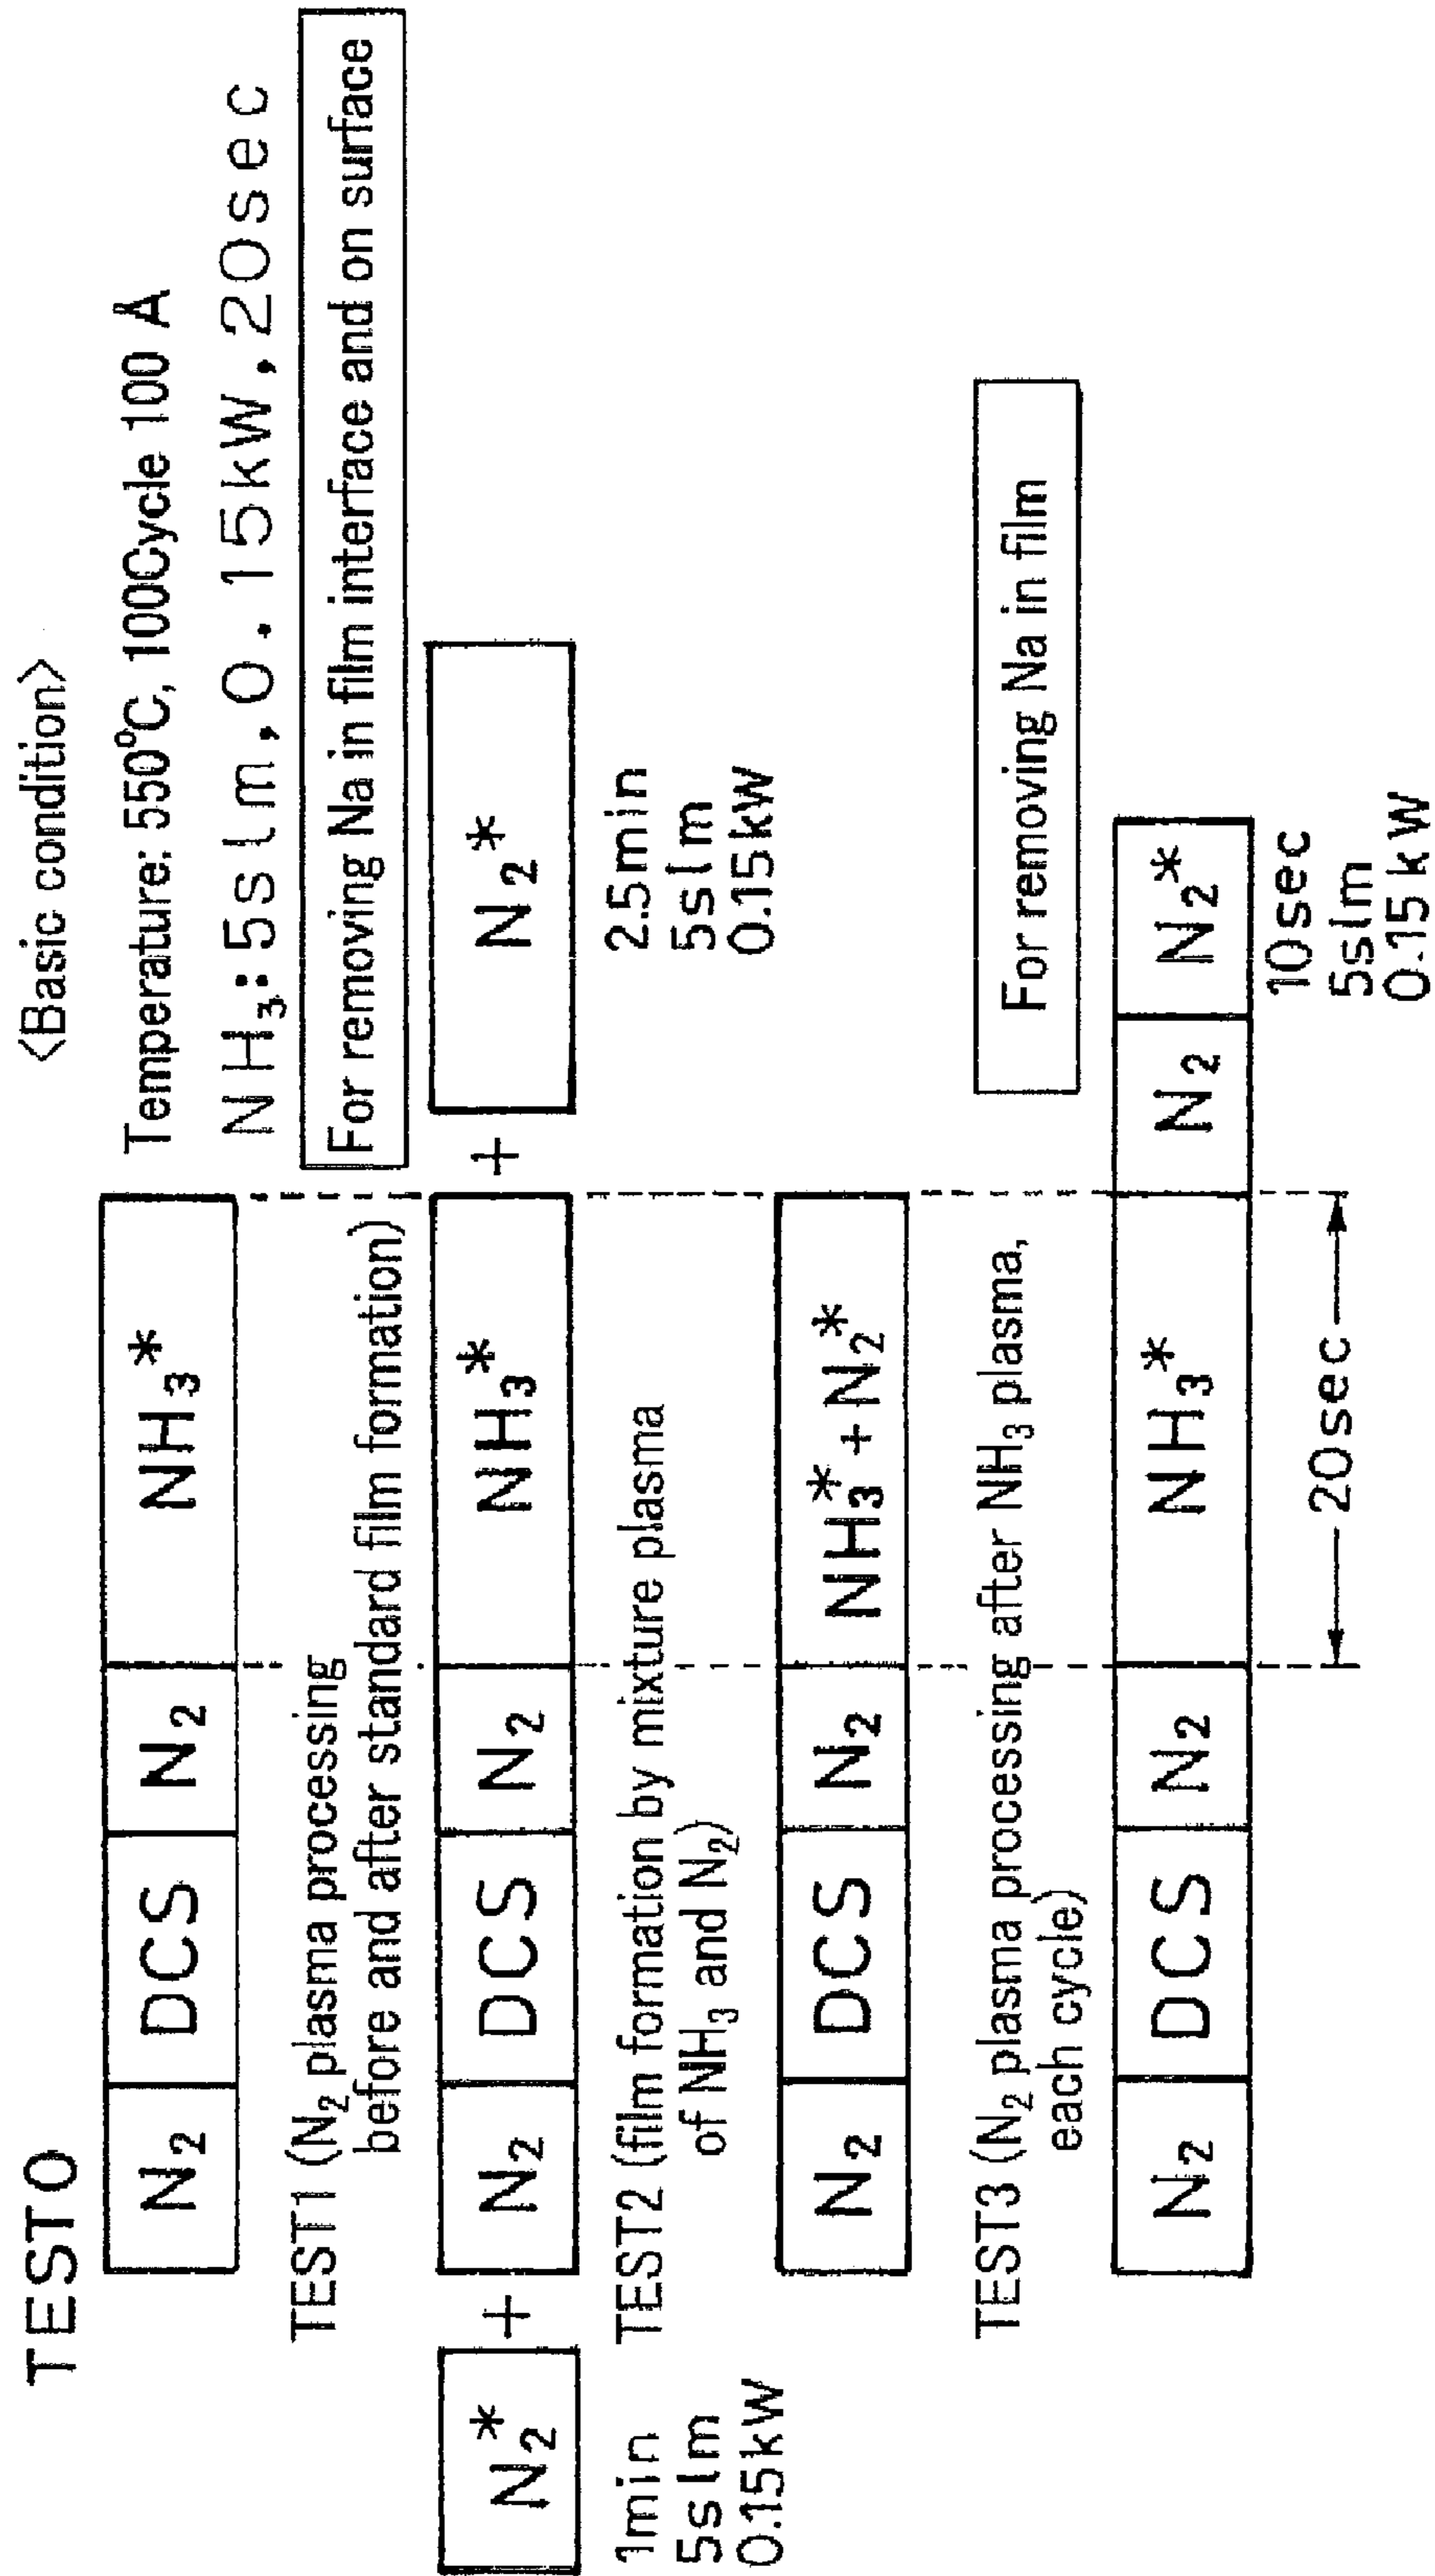 <Basic condition>
TEST0
Temperature: 550°C, 100Cycle 100 Å
N₂ DCS N₂ NH₃*
NH₃:5slm,0.15kW,20sec
TEST1 (N₂ plasma processing
before and after standard film formation)
For removing Na in film interface and on surface
N₂* + N₂ DCS N₂ NH₃* + N₂*
1min
5slm
0.15kW
2.5min
5slm
0.15kW
TEST2 (film formation by mixture plasma
of NH₃ and N₂)
N₂ DCS N₂ NH₃*+N₂*
TEST3 (N₂ plasma processing after NH₃ plasma,
each cycle)
For removing Na in film
N₂ DCS N₂ NH₃* N₂ N₂*
20sec
10sec
5slm
0.15kW